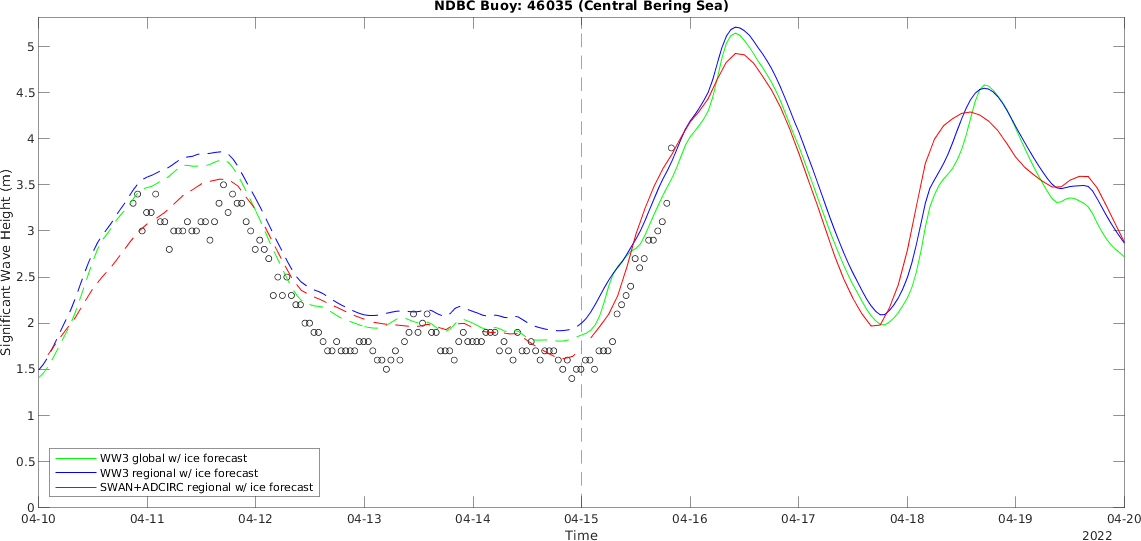 NDBC Buoy: 46035 (Central Bering Sea)
Significant Wave Height (m)
5
4.5
4
3.5
3
2.5
2
1.5
1
0.5
0
WW3 global w/ ice forecast
WW3 regional w/ ice forecast
SWAN+ADCIRC regional w/ ice forecast
04-10 04-11 04-12 04-13 04-14 04-15 04-16 04-17 04-18 04-19 04-20
Time
2022